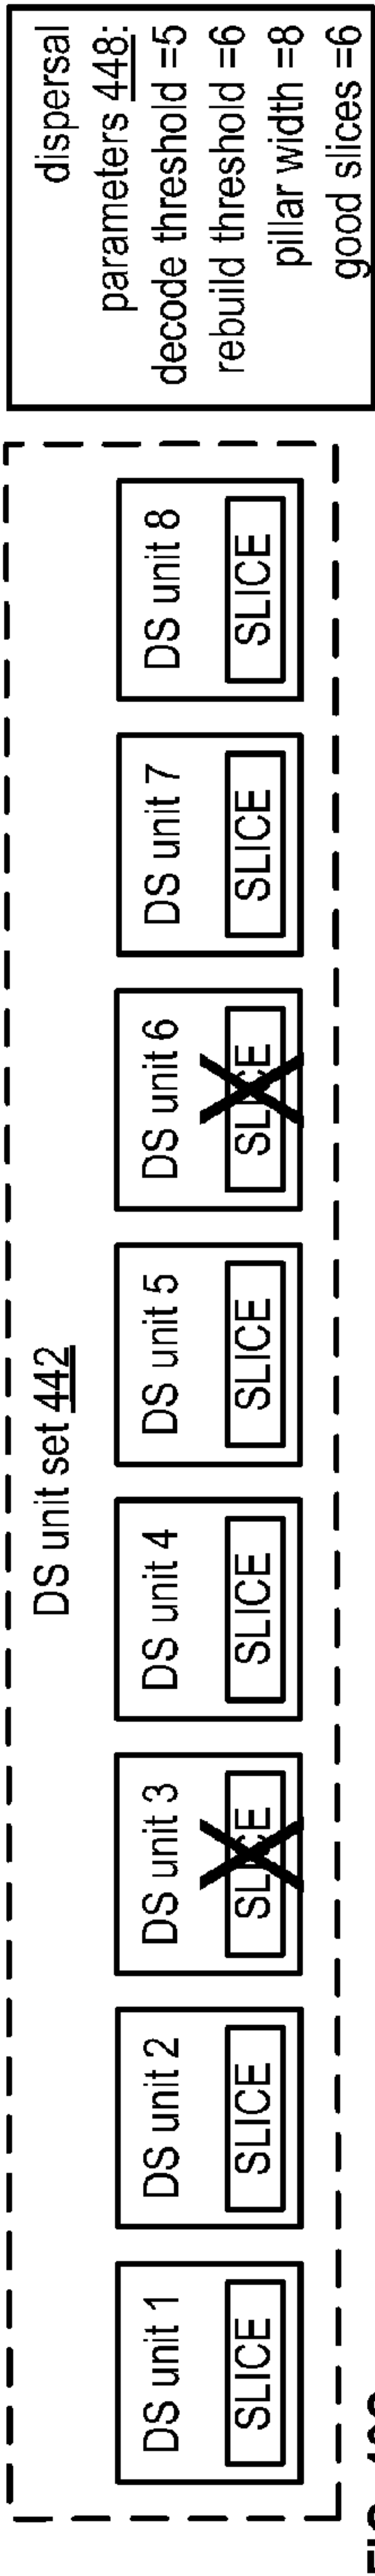 DS unit set 442
DS unit 1
SLICE
DS unit 2
SLICE
DS unit 3
SLICE
DS unit 4
SLICE
DS unit 5
SLICE
DS unit 6
SLICE
DS unit 7
SLICE
DS unit 8
SLICE
dispersal
parameters 448:
decode threshold =5
rebuild threshold =6
pillar width =8
good slices =6